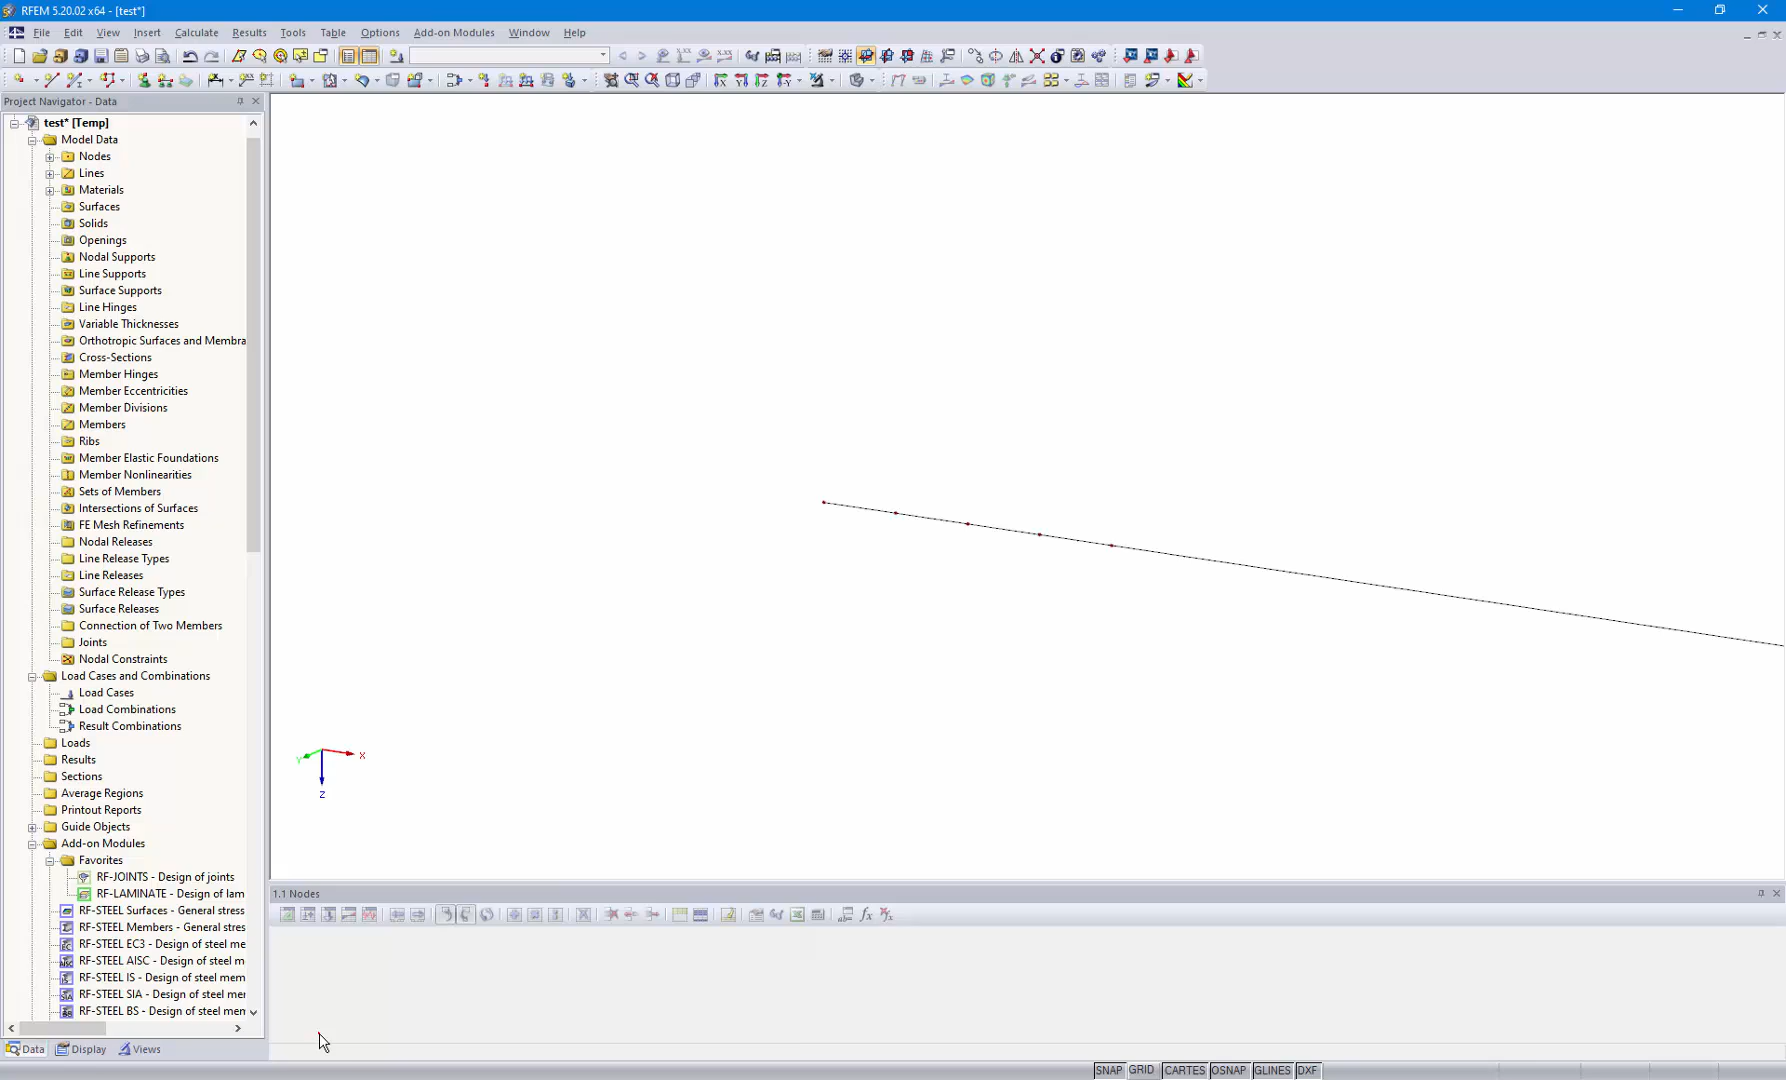 RFEM 5.20.02 x64 - [test*]
File Edit View Insert Calculate Results Tools Table Options Add-on Modules Window Help
Project Navigator - Data
test* [Temp]
Model Data
Nodes
Lines
Materials
Surfaces
Solids
Openings
Nodal Supports
Line Supports
Surface Supports
Line Hinges
Variable Thicknesses
Orthotropic Surfaces and Membra
Cross-Sections
Member Hinges
Member Eccentricities
Member Divisions
Members
Ribs
Member Elastic Foundations
Member Nonlinearities
Sets of Members
Intersections of Surfaces
FE Mesh Refinements
Nodal Releases
Line Release Types
Line Releases
Surface Release Types
Surface Releases
Connection of Two Members
Joints
Nodal Constraints
Load Cases and Combinations
Load Cases
Load Combinations
Result Combinations
Loads
Results
Sections
Average Regions
Printout Reports
Guide Objects
Add-on Modules
Favorites
RF-JOINTS - Design of joints
RF-LAMINATE - Design of lam
RF-STEEL Surfaces - General stress
RF-STEEL Members - General stres
RF-STEEL EC3 - Design of steel me
RF-STEEL AISC - Design of steel m
RF-STEEL IS - Design of steel mem
RF-STEEL SIA - Design of steel mer
RF-STEEL BS - Design of steel men
Data Display Views
Y X
Z
1.1 Nodes
SNAP GRID CARTES OSNAP GLINES DXF